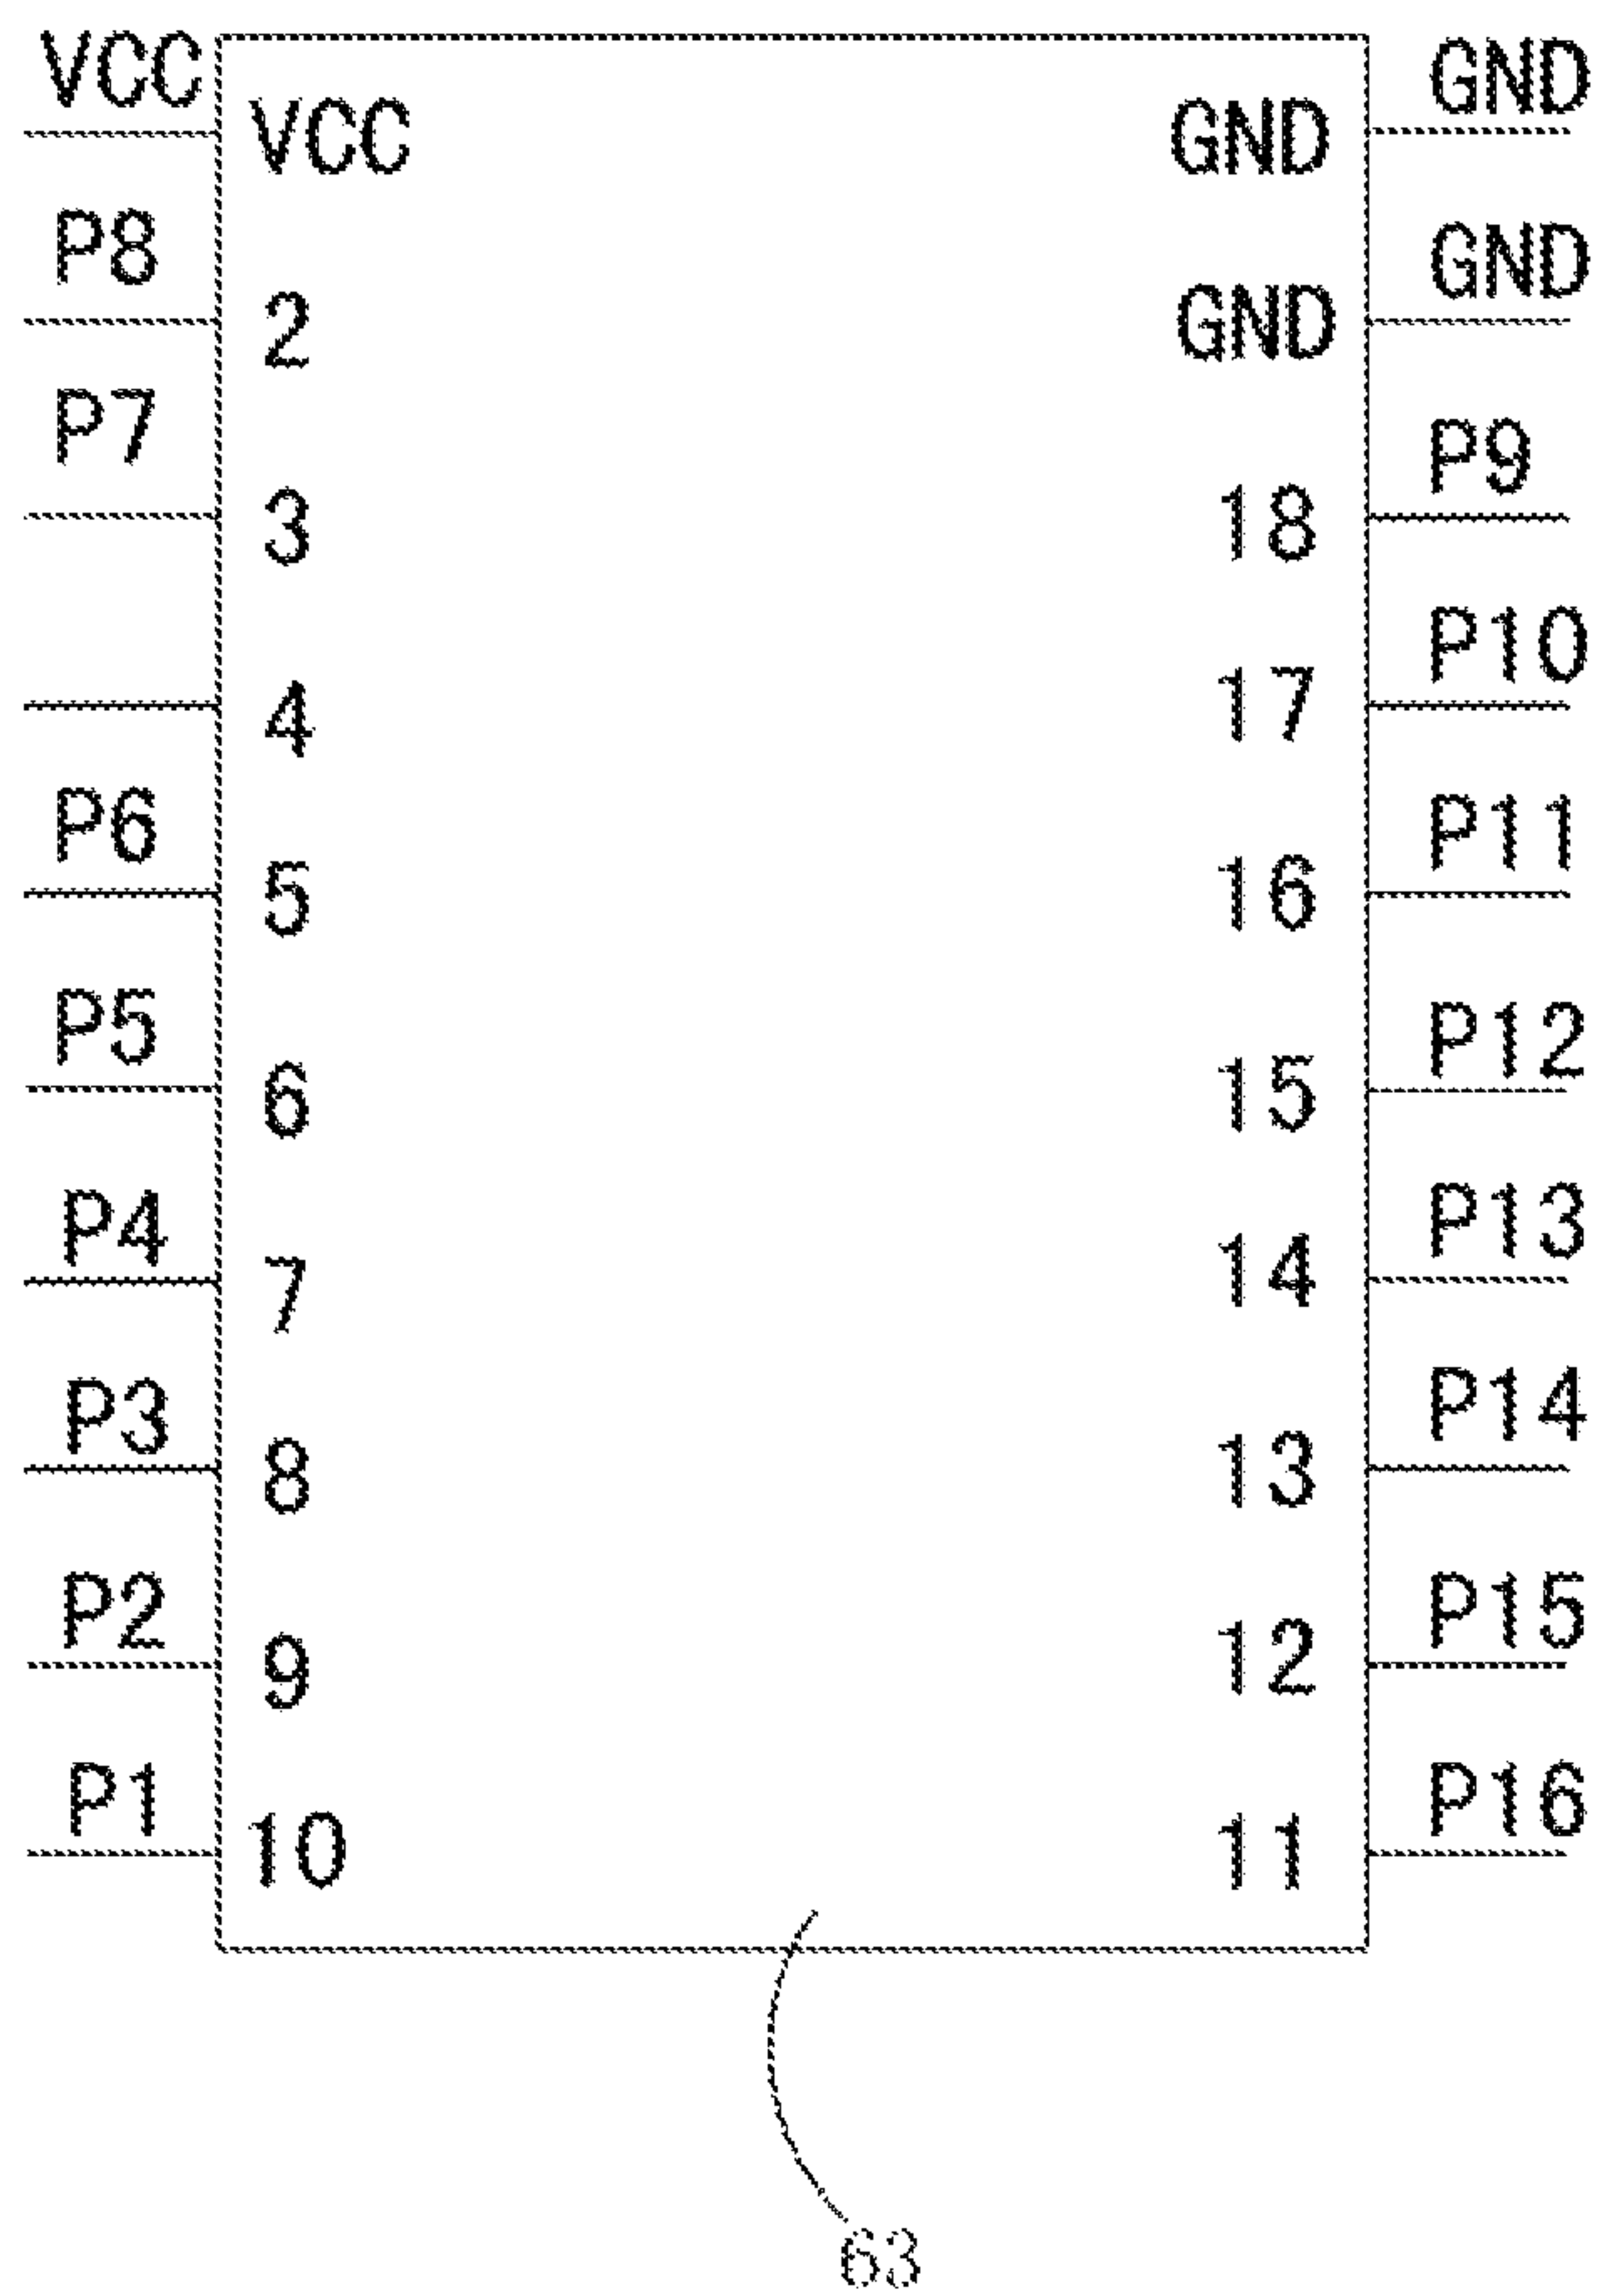 VCC VCC GND GND
P8 2 GND GND
P7 3 18 P9
4 17 P10
P6 5 16 P11
P5 6 15 P12
P4 7 14 P13
P3 8 13 P14
P2 9 12 P15
P1 10 11 P16
63